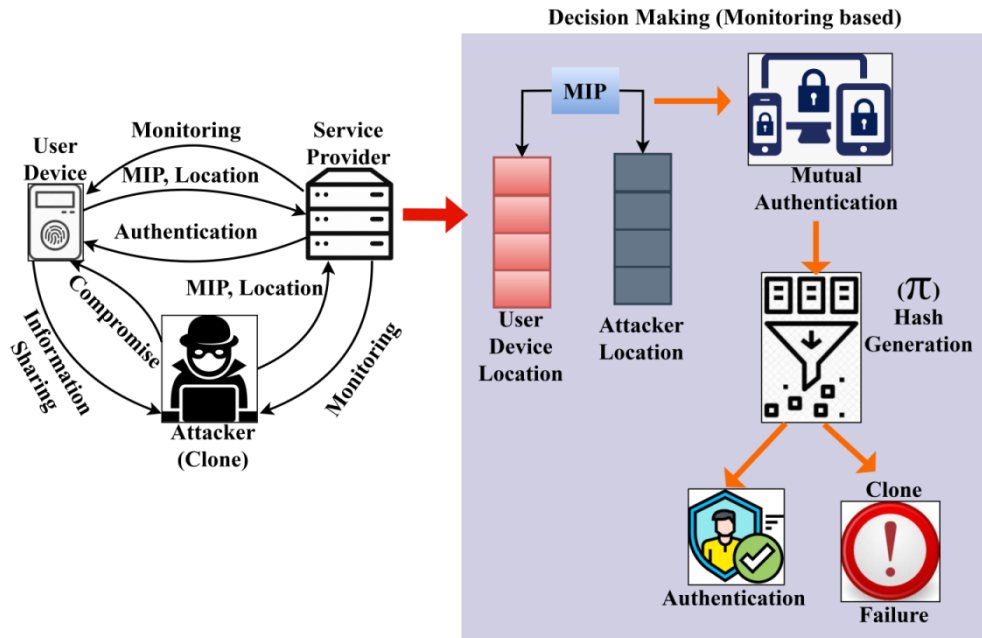 Decision Making (Monitoring based)
User
Device
Monitoring
Service
Provider
MIP, Location
Authentication
MIP, Location
Compromise
Information
Sharing
Monitoring
Attacker
(Clone)
MIP
User
Device
Location
Attacker
Location
Mutual
Authentication
(π)
Hash
Generation
Authentication
Clone
!
Failure